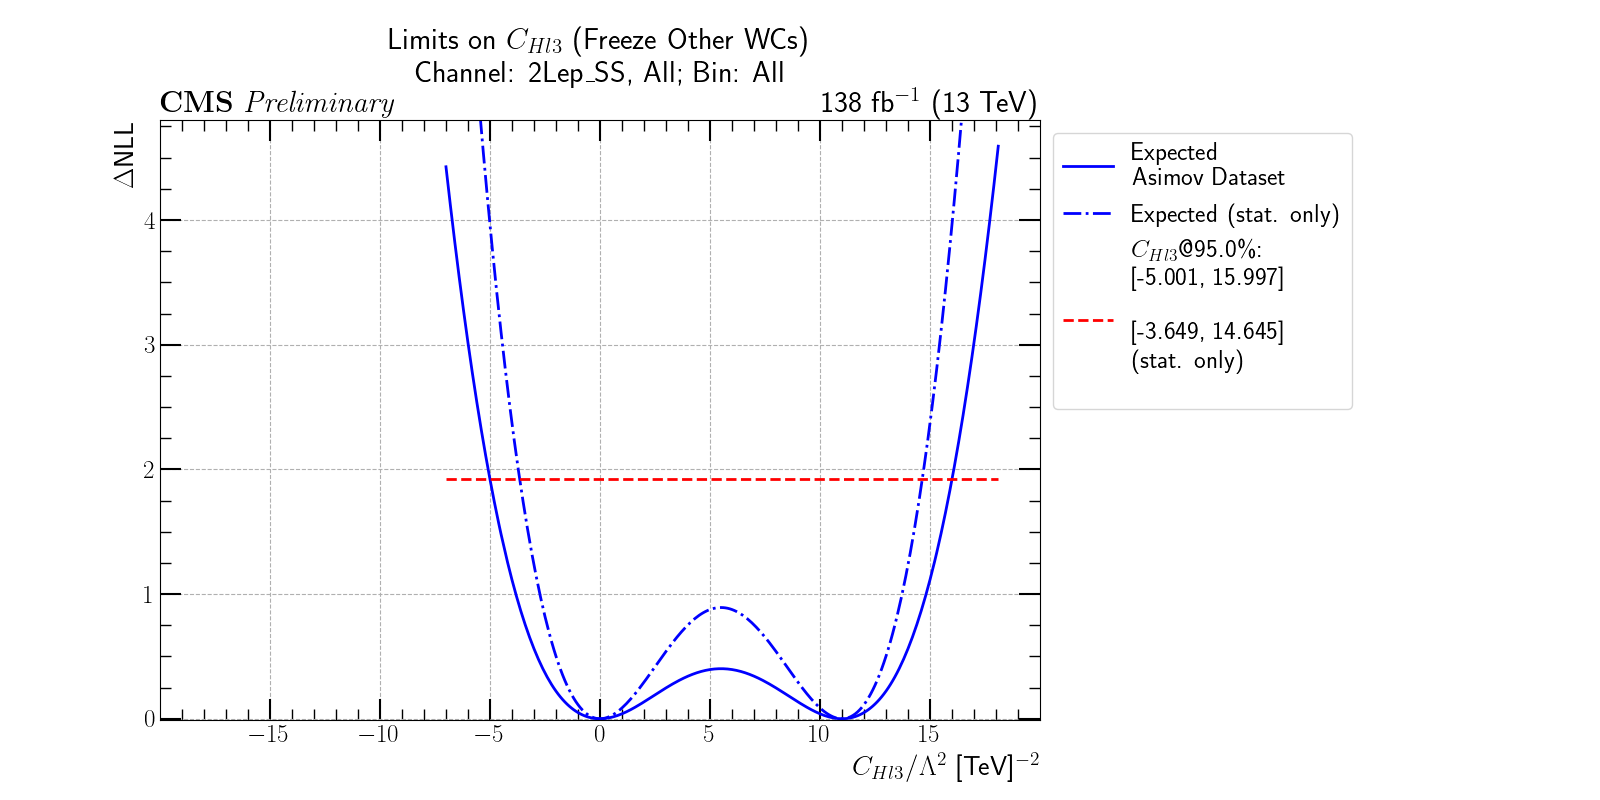 Limits on C_{Hl3} (Freeze Other WCs)
Channel: 2Lep_SS, All; Bin: All
CMS Preliminary 138 fb^{-1} (13 TeV)
ΔNLL
4
3
2
1
0
−15 −10 −5 0 5 10 15
C_{Hl3}/Λ^2 [TeV]^{-2}
Expected
Asimov Dataset
Expected (stat. only)
C_{Hl3}@95.0%:
[-5.001, 15.997]
[-3.649, 14.645]
(stat. only)